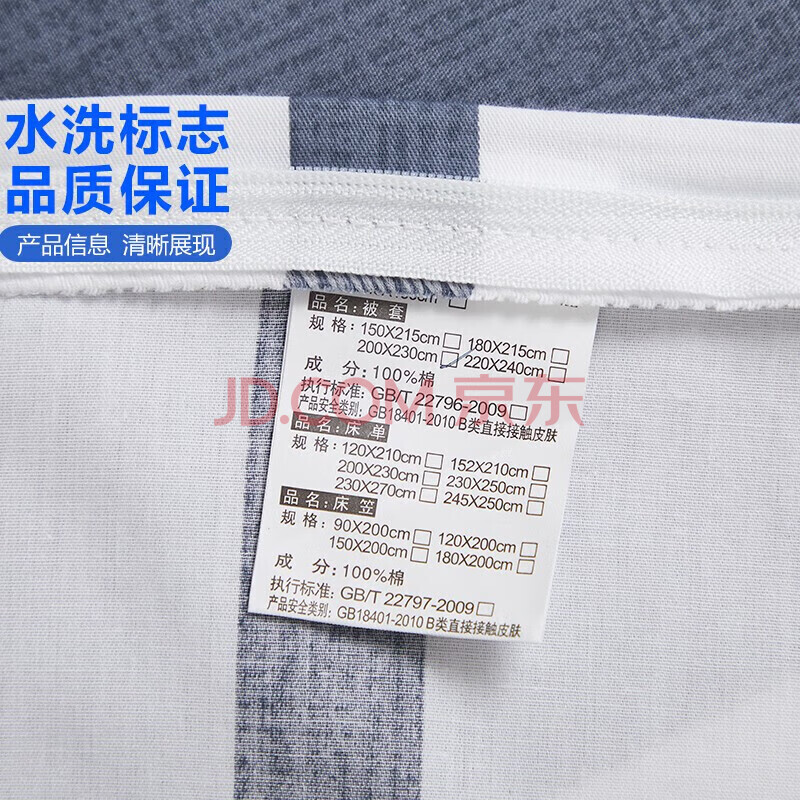 水洗标志
品质保证
产品信息 清晰展现
品名:被套
规格:150X215cm□ 180X215cm□
200X230cm□ 220X240cm□
成 分:100%棉
执行标准:GB/T 22796-2009□
产品安全类别:GB18401-2010 B类直接接触皮肤
JD.COM 京东
品名:床单
规格:120X210cm□ 152X210cm□
200X230cm□ 230X250cm□
230X270cm□ 245X250cm□
品名:床笠
规格:90X200cm□ 120X200cm□
150X200cm□ 180X200cm□
成 分:100%棉
执行标准:GB/T 22797-2009□
产品安全类别:GB18401-2010 B类直接接触皮肤